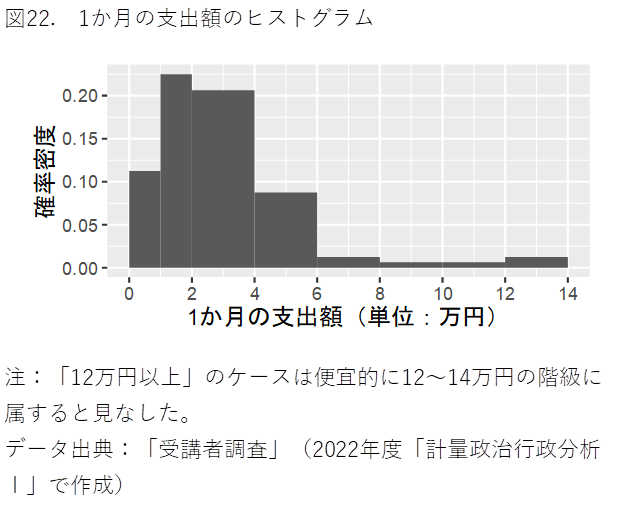 図22.　1か月の支出額のヒストグラム
確率密度
0.20
0.15
0.10
0.05
0.00
0 2 4 6 8 10 12 14
1か月の支出額（単位：万円）
注：「12万円以上」のケースは便宜的に12～14万円の階級に
属すると見なした。
データ出典：「受講者調査」（2022年度「計量政治行政分析
Ⅰ」で作成）